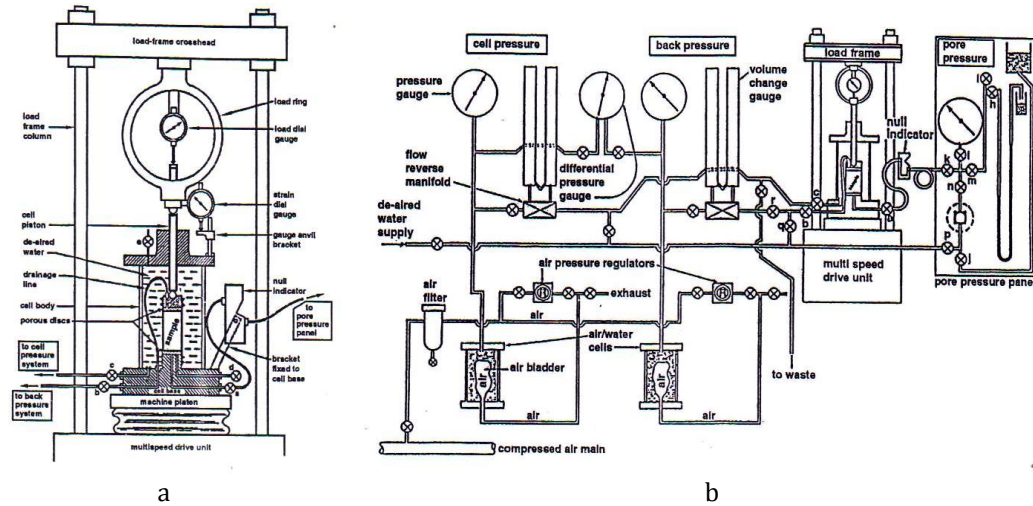 load-frame crosshead
load ring
load
frame
column
load dial
gauge
strain
dial
gauge
cell
piston
gauge anvil
bracket
de-aired
water
e
null
indicator
drainage
line
cell body
to
pore pressure
panel
porous discs
sample
to cell
pressure
system
bracket
fixed to
cell base
c
d
b
a
to back
pressure
system
cell base
machine platen
multispeed drive unit
a
cell pressure
back pressure
load frame
pore
pressure
pressure
gauge
volume
change
gauge
null
indicator
i
h
k
l
m
n
flow
reverse
manifold
differential
pressure
gauge
c
r
b
q
de-aired
water
supply
p
j
multi speed
drive unit
pore pressure panel
air pressure regulators
air
filter
exhaust
air
air/water
cells
air
air bladder
air
to waste
air
air
compressed air main
b